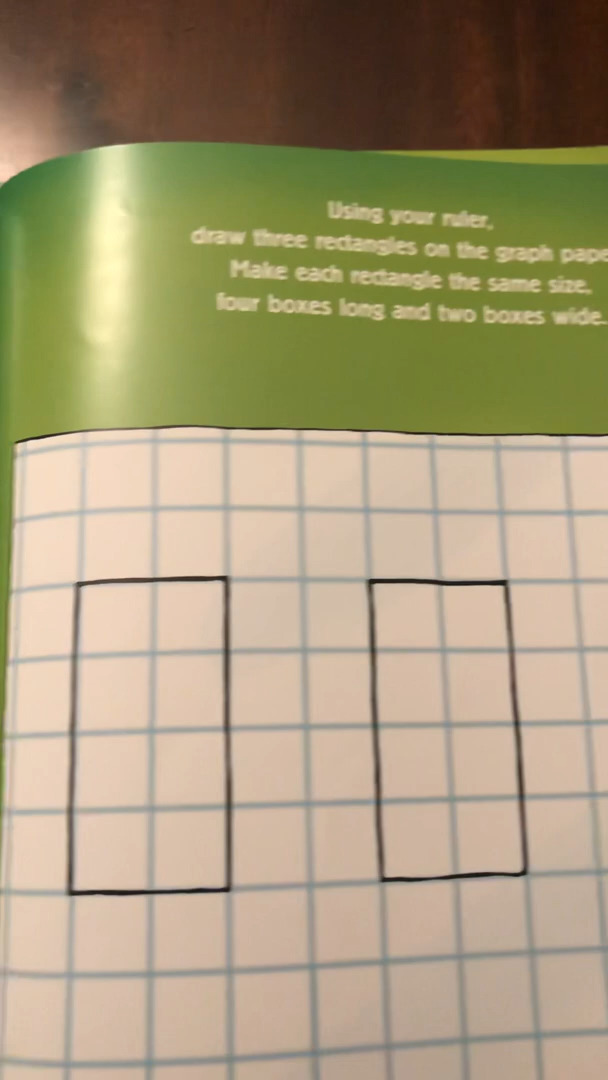 Using your ruler,
draw three rectangles on the graph pape
Make each rectangle the same size,
four boxes long and two boxes wide.